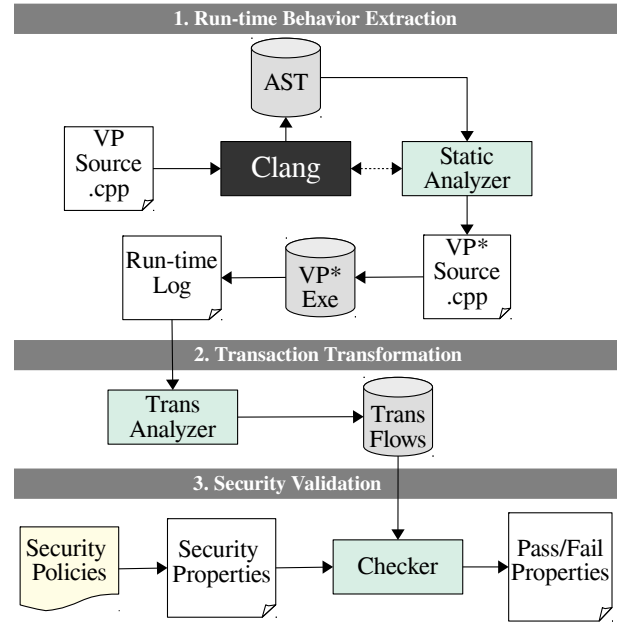 1. Run-time Behavior Extraction
AST
VP
Source
.cpp
Clang
Static
Analyzer
Run-time
Log
VP*
Exe
VP*
Source
.cpp
2. Transaction Transformation
Trans
Analyzer
Trans
Flows
3. Security Validation
Security
Policies
Security
Properties
Checker
Pass/Fail
Properties